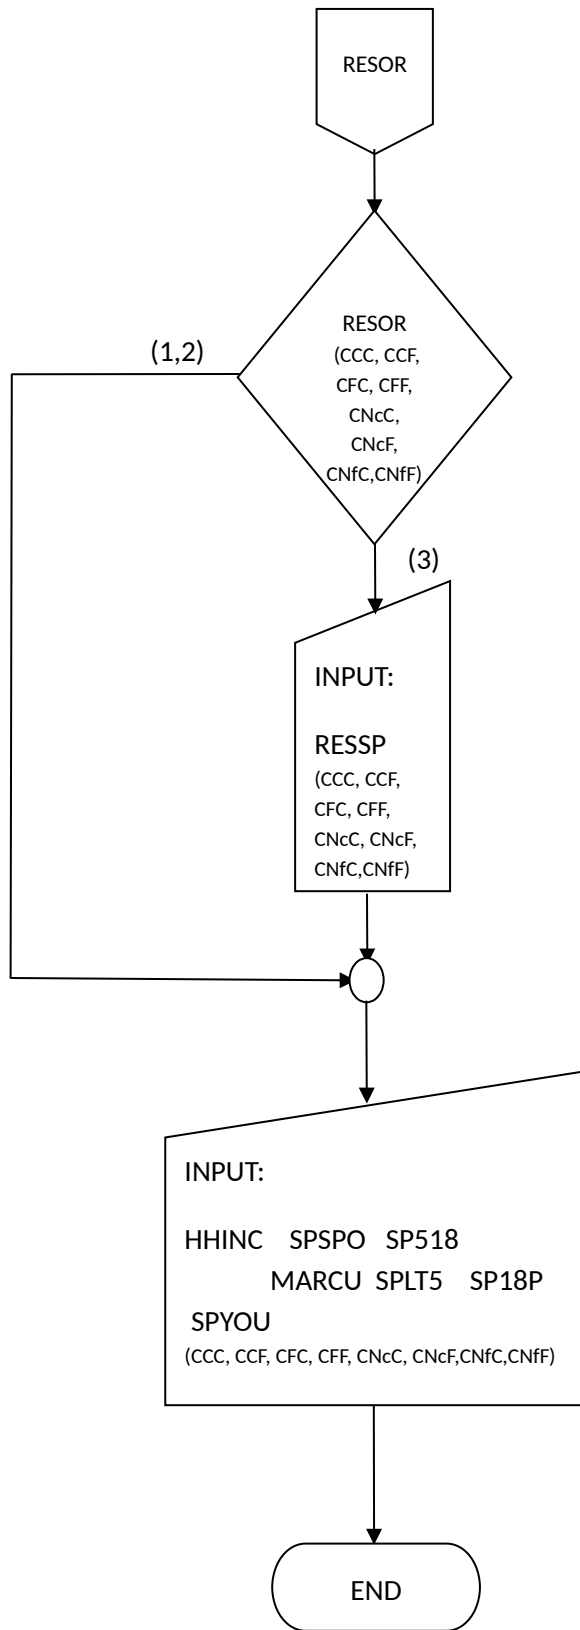 RESOR
RESOR
(CCC, CCF,
CFC, CFF,
CNcC,
CNcF,
CNfC,CNfF)
(1,2)
(3)
INPUT:
RESSP
(CCC, CCF,
CFC, CFF,
CNcC, CNcF,
CNfC,CNfF)
INPUT:
HHINC SPSPO SP518
MARCU SPLT5 SP18P
SPYOU
(CCC, CCF, CFC, CFF, CNcC, CNcF,CNfC,CNfF)
END